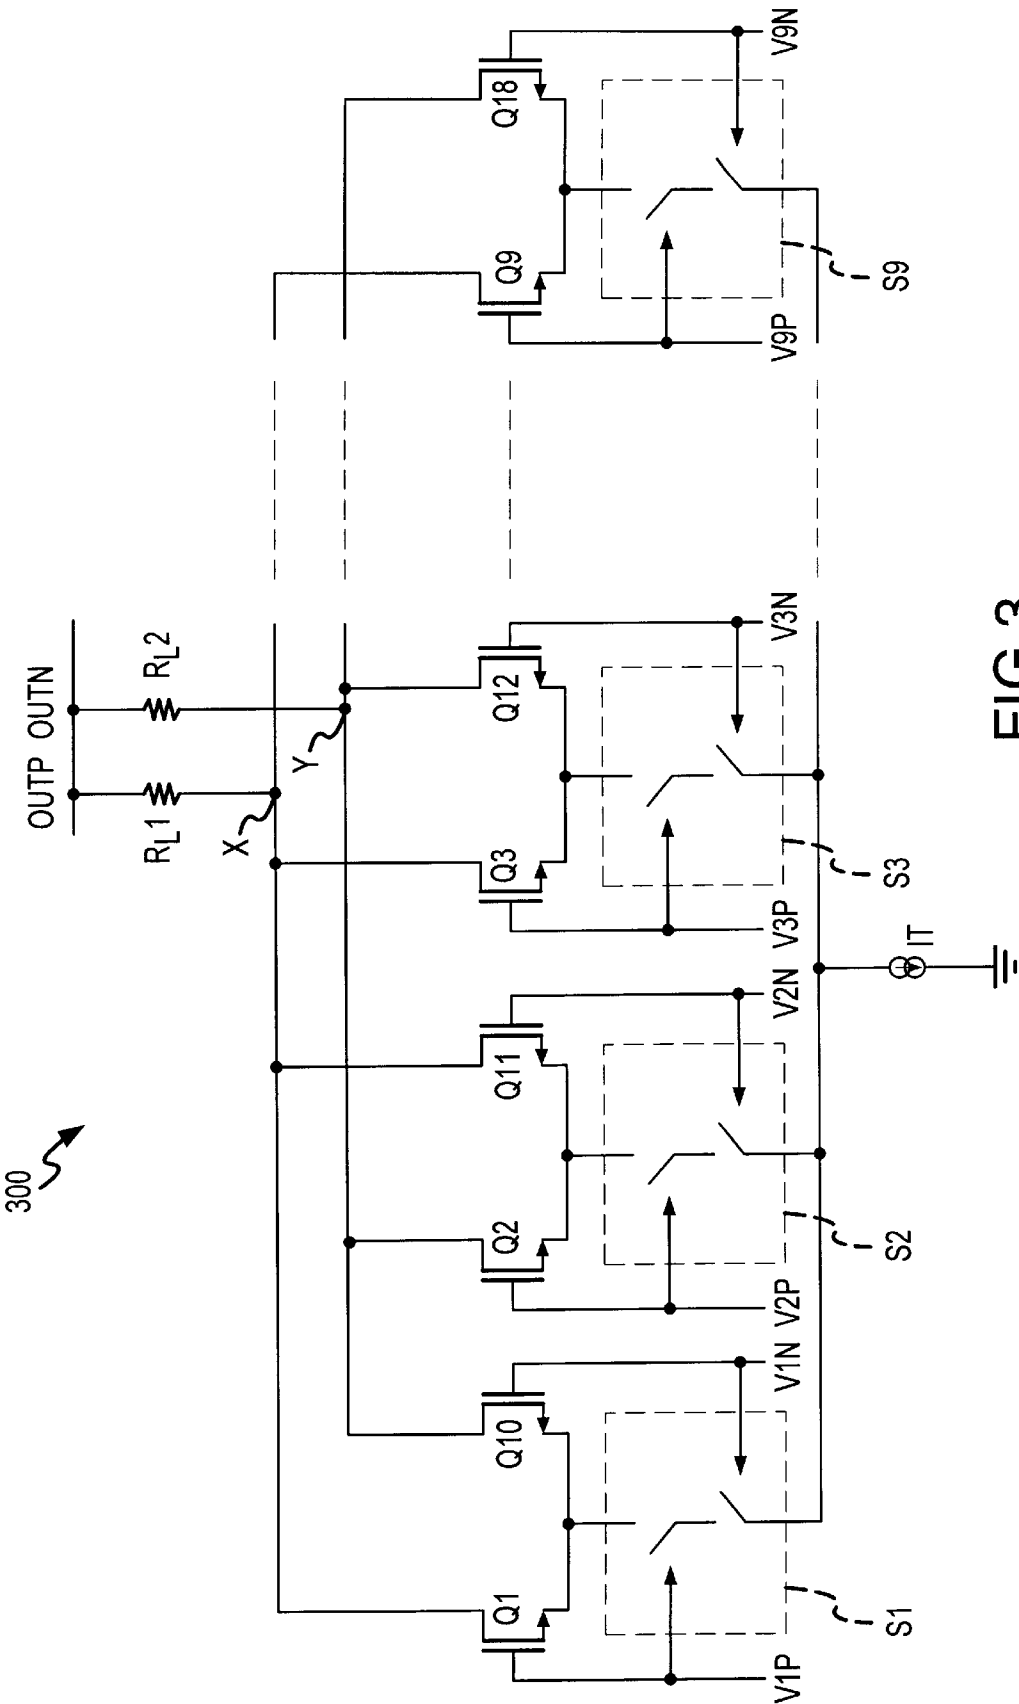 300
OUTP OUTN
RL1
RL2
X
Y
Q1
Q10
Q2
Q11
Q3
Q12
Q9
Q18
V1P
V1N
V2P
V2N
V3P
V3N
V9P
V9N
S1
S2
S3
S9
IT
FIG.3